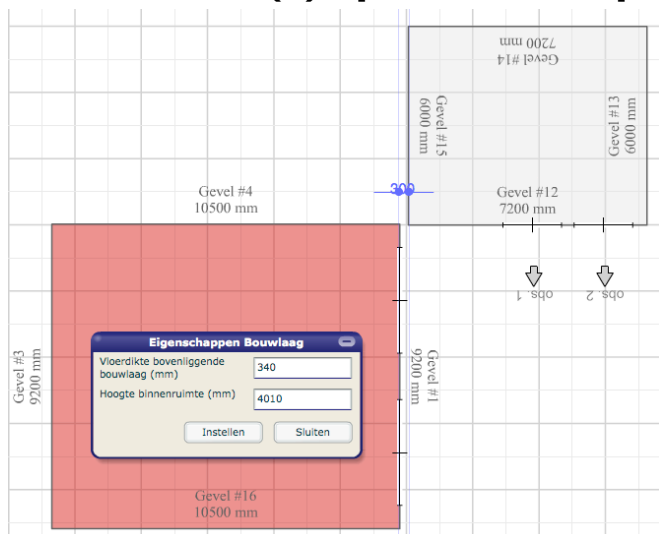 Gevel #14
7200 mm
Gevel #15
6000 mm
Gevel #13
6000 mm
300
Gevel #4
10500 mm
Gevel #12
7200 mm
obs. 1
obs. 2
Gevel #3
9200 mm
Gevel #1
9200 mm
Eigenschappen Bouwlaag
Vloerdikte bovenliggende
bouwlaag (mm)
340
Hoogte binnenruimte (mm)
4010
Instellen
Sluiten
Gevel #16
10500 mm